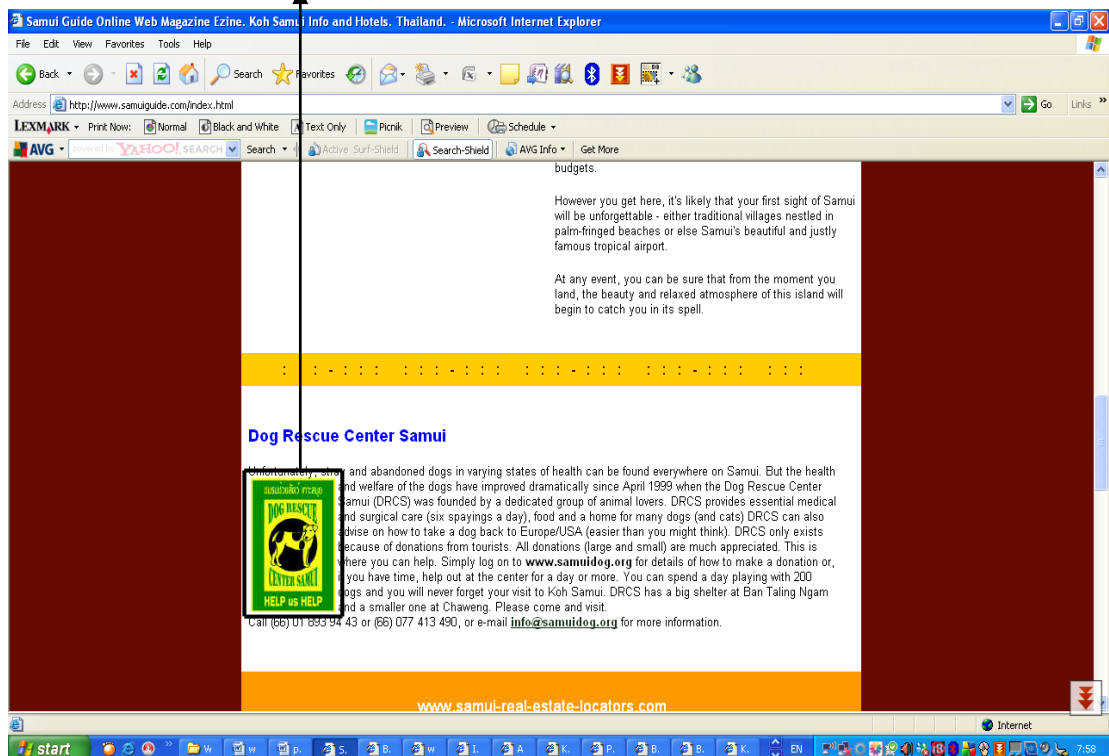 Samui Guide Online Web Magazine Ezine. Koh Samui Info and Hotels. Thailand. - Microsoft Internet Explorer
File Edit View Favorites Tools Help
Back Search Favorites
Address http://www.samuiguide.com/index.html Go Links »
LEXMARK Print Now: Normal Black and White Text Only Picnik Preview Schedule
AVG powered by YAHOO! SEARCH Search Active Surf-Shield Search-Shield AVG Info Get More
budgets.
However you get here, it's likely that your first sight of Samui
will be unforgettable - either traditional villages nestled in
palm-fringed beaches or else Samui's beautiful and justly
famous tropical airport.
At any event, you can be sure that from the moment you
land, the beauty and relaxed atmosphere of this island will
begin to catch you in its spell.
Dog Rescue Center Samui
Unfortunately, stray and abandoned dogs in varying states of health can be found everywhere on Samui. But the health
and welfare of the dogs have improved dramatically since April 1999 when the Dog Rescue Center
Samui (DRCS) was founded by a dedicated group of animal lovers. DRCS provides essential medical
and surgical care (six spayings a day), food and a home for many dogs (and cats) DRCS can also
advise on how to take a dog back to Europe/USA (easier than you might think). DRCS only exists
because of donations from tourists. All donations (large and small) are much appreciated. This is
where you can help. Simply log on to www.samuidog.org for details of how to make a donation or,
if you have time, help out at the center for a day or more. You can spend a day playing with 200
dogs and you will never forget your visit to Koh Samui. DRCS has a big shelter at Ban Taling Ngam
and a smaller one at Chaweng. Please come and visit.
Call (66) 01 893 94 43 or (66) 077 413 490, or e-mail info@samuidog.org for more information.
DOG RESCUE
CENTER SAMUI
HELP us HELP
www.samui-real-estate-locators.com
Internet
start W w p. S. B. w I. A K. P. B. B. K. EN 7:58